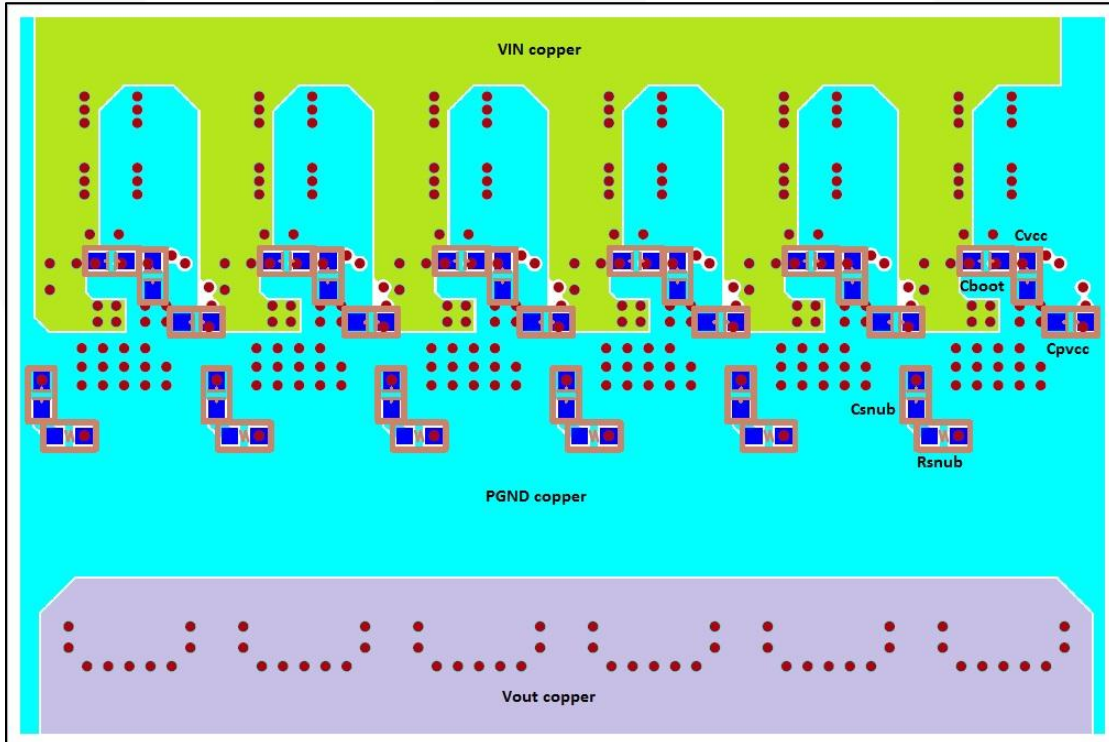 VIN copper
Cvcc
Cboot
Cpvcc
Csnub
Rsnub
PGND copper
Vout copper